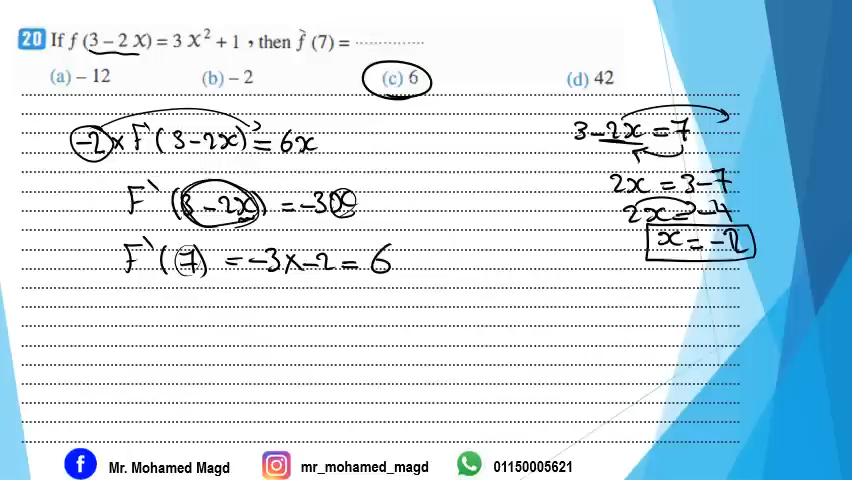 20 If f (3 – 2 X) = 3 X² + 1 , then f̀ (7) = ..................
(a) – 12 (b) – 2 (c) 6 (d) 42
-2 × F`(3-2x) = 6x
F`(3-2x) = -3x
F`(7) = -3 x -2 = 6
3-2x = 7
2x = 3-7
2x = -4
x = -2
Mr. Mohamed Magd mr_mohamed_magd 01150005621